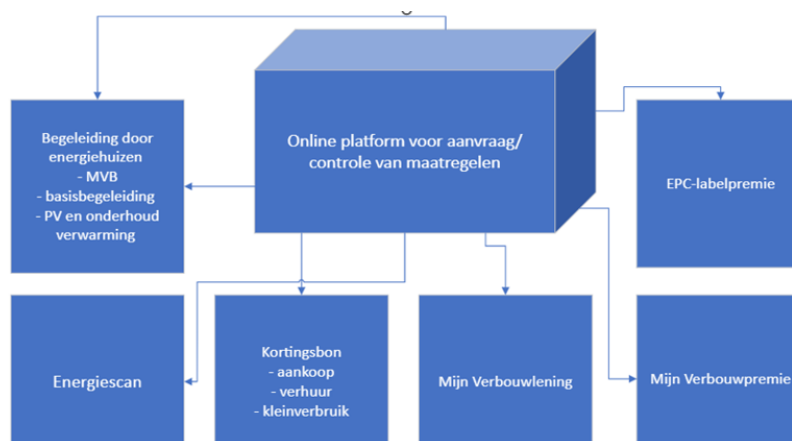 Online platform voor aanvraag/
controle van maatregelen
Begeleiding door
energiehuizen
- MVB
- basisbegeleiding
- PV en onderhoud
verwarming
EPC-labelpremie
Energiescan
Kortingsbon
- aankoop
- verhuur
- kleinverbruik
Mijn Verbouwlening
Mijn Verbouwpremie